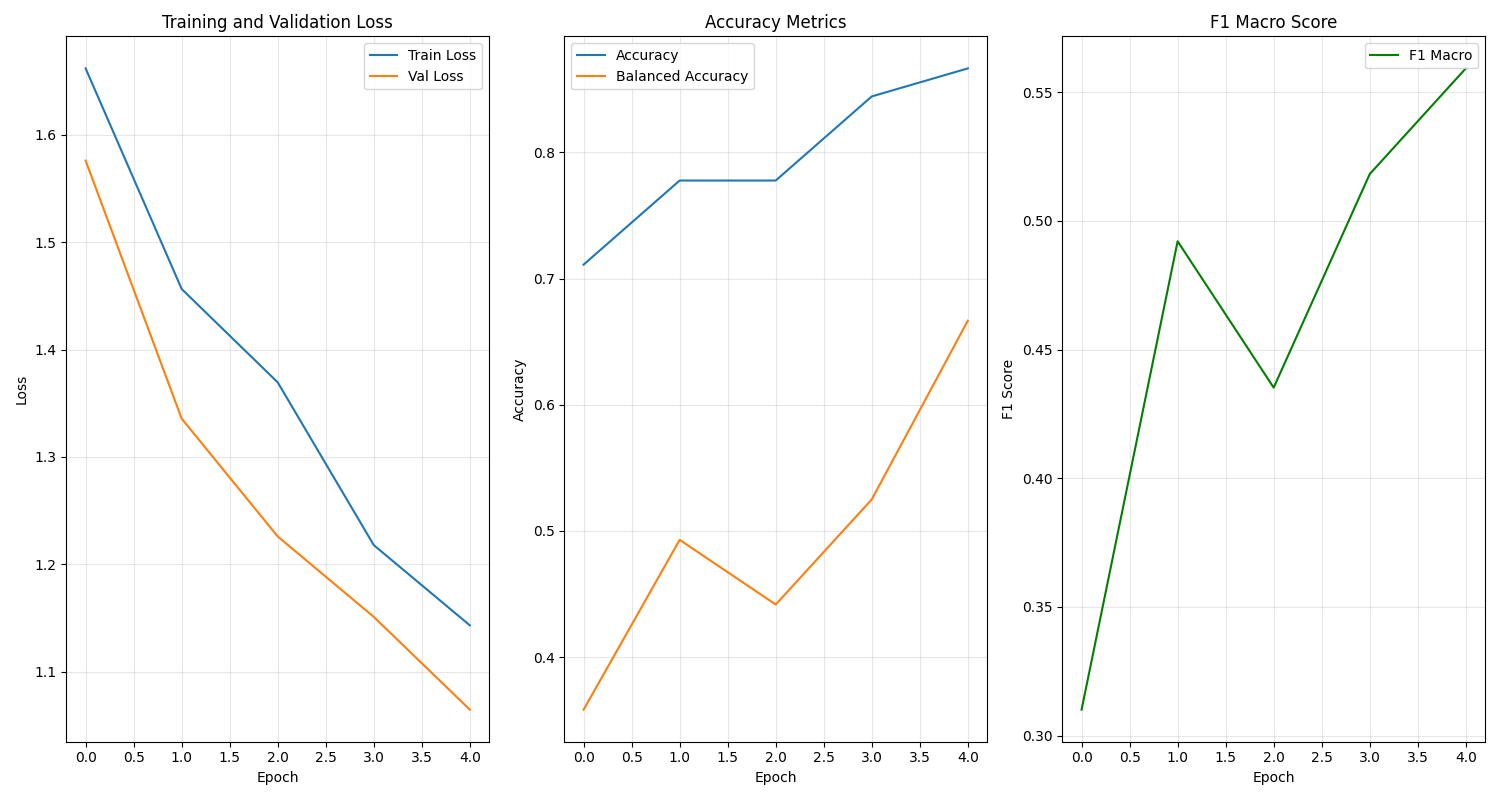 Training and Validation Loss
Train Loss
Val Loss
Loss
1.6
1.5
1.4
1.3
1.2
1.1
0.0 0.5 1.0 1.5 2.0 2.5 3.0 3.5 4.0
Epoch
Accuracy Metrics
Accuracy
Balanced Accuracy
Accuracy
0.8
0.7
0.6
0.5
0.4
0.0 0.5 1.0 1.5 2.0 2.5 3.0 3.5 4.0
Epoch
F1 Macro Score
F1 Macro
F1 Score
0.55
0.50
0.45
0.40
0.35
0.30
0.0 0.5 1.0 1.5 2.0 2.5 3.0 3.5 4.0
Epoch